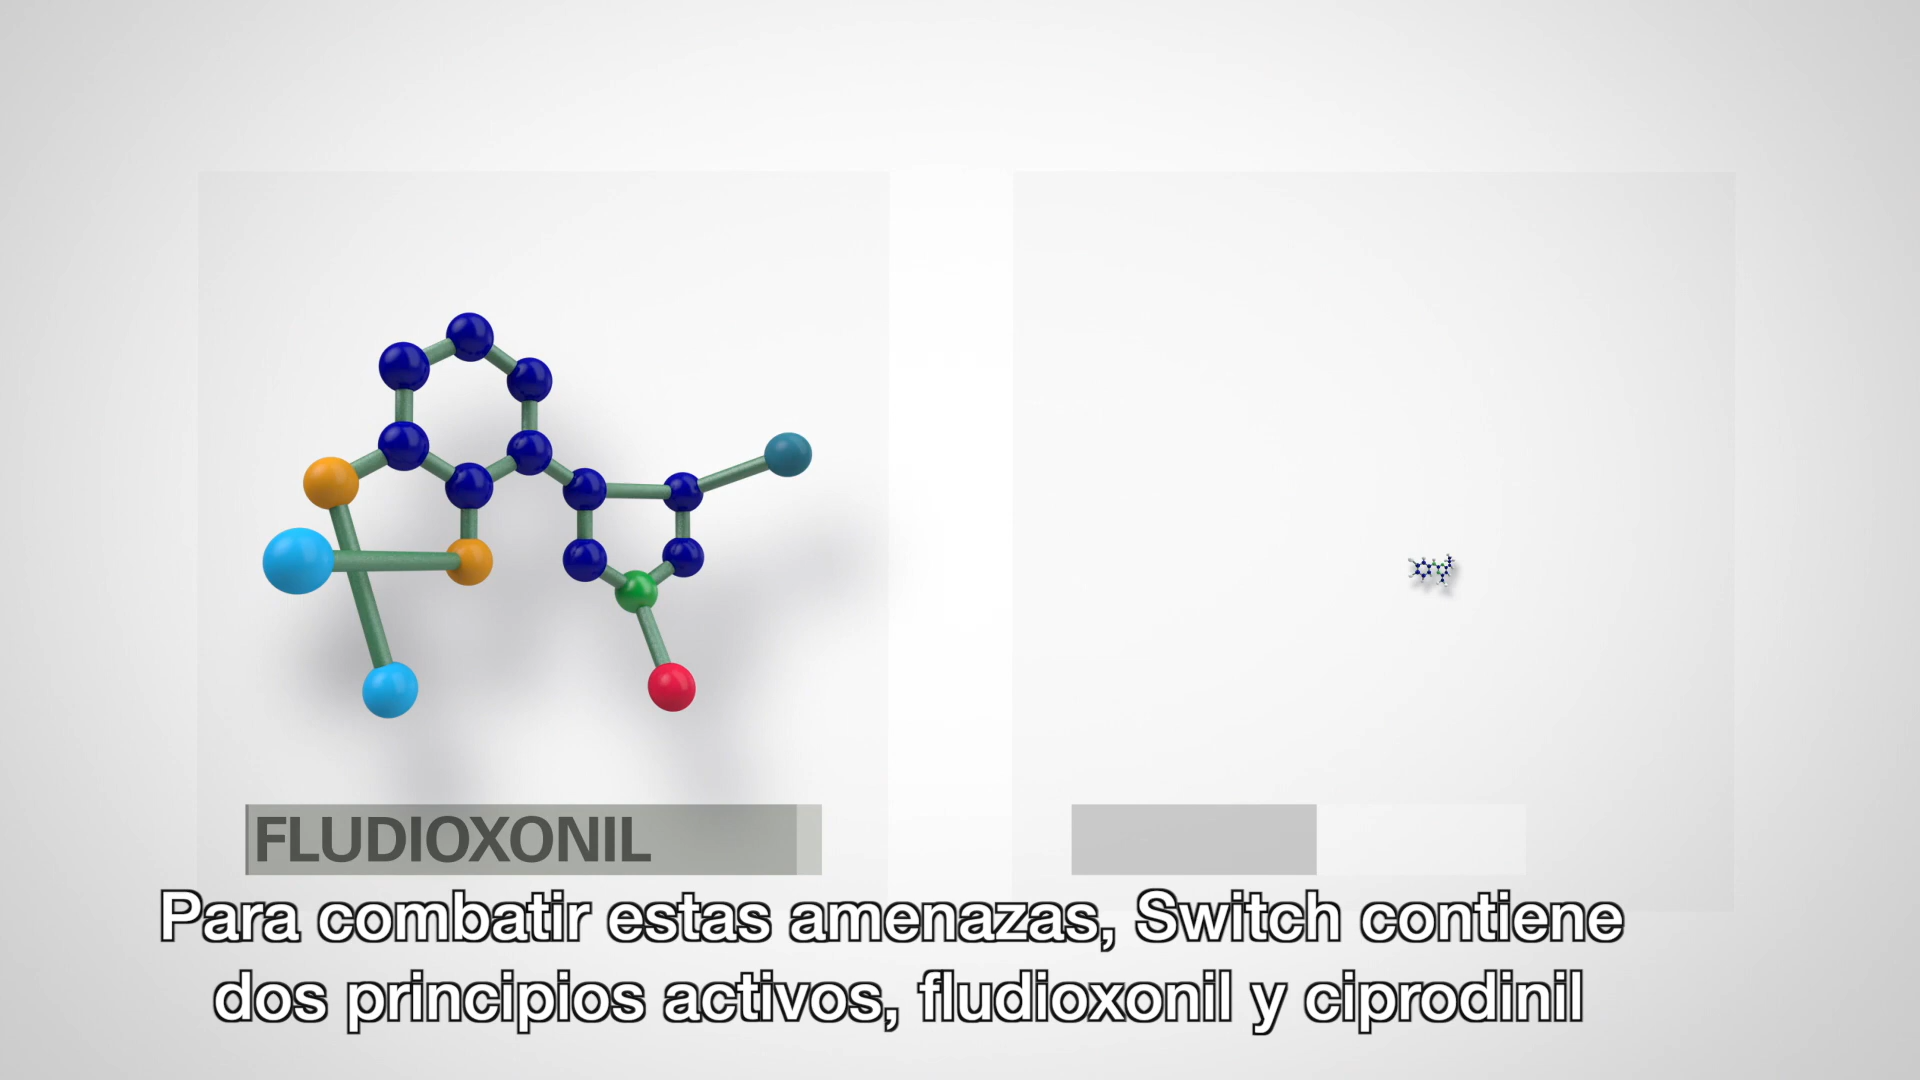 FLUDIOXONIL
Para combatir estas amenazas, Switch contiene
dos principios activos, fludioxonil y ciprodinil